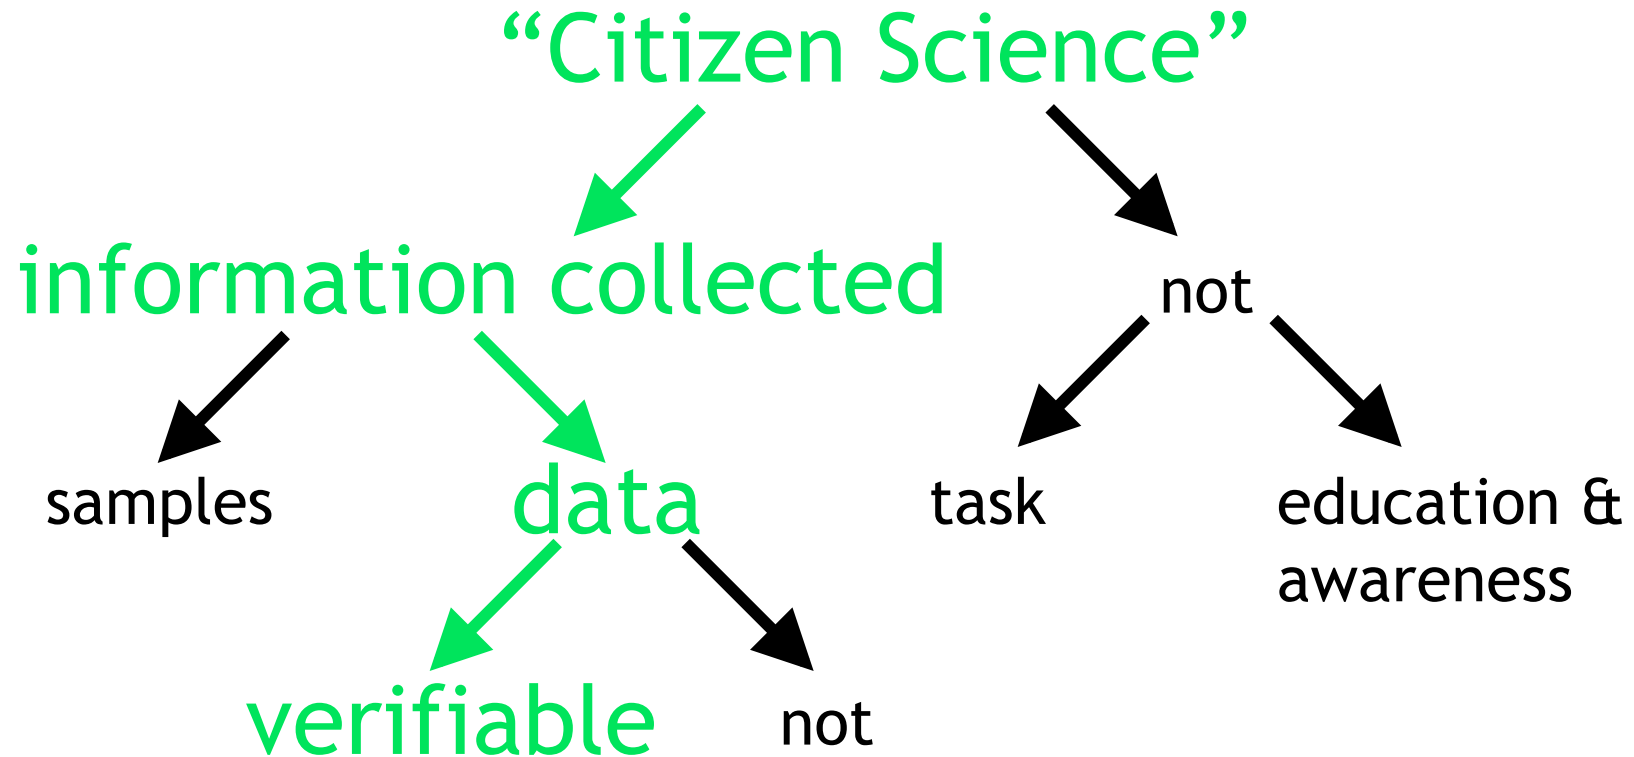 “Citizen Science”
information collected
not
samples
data
task
education &
awareness
verifiable
not